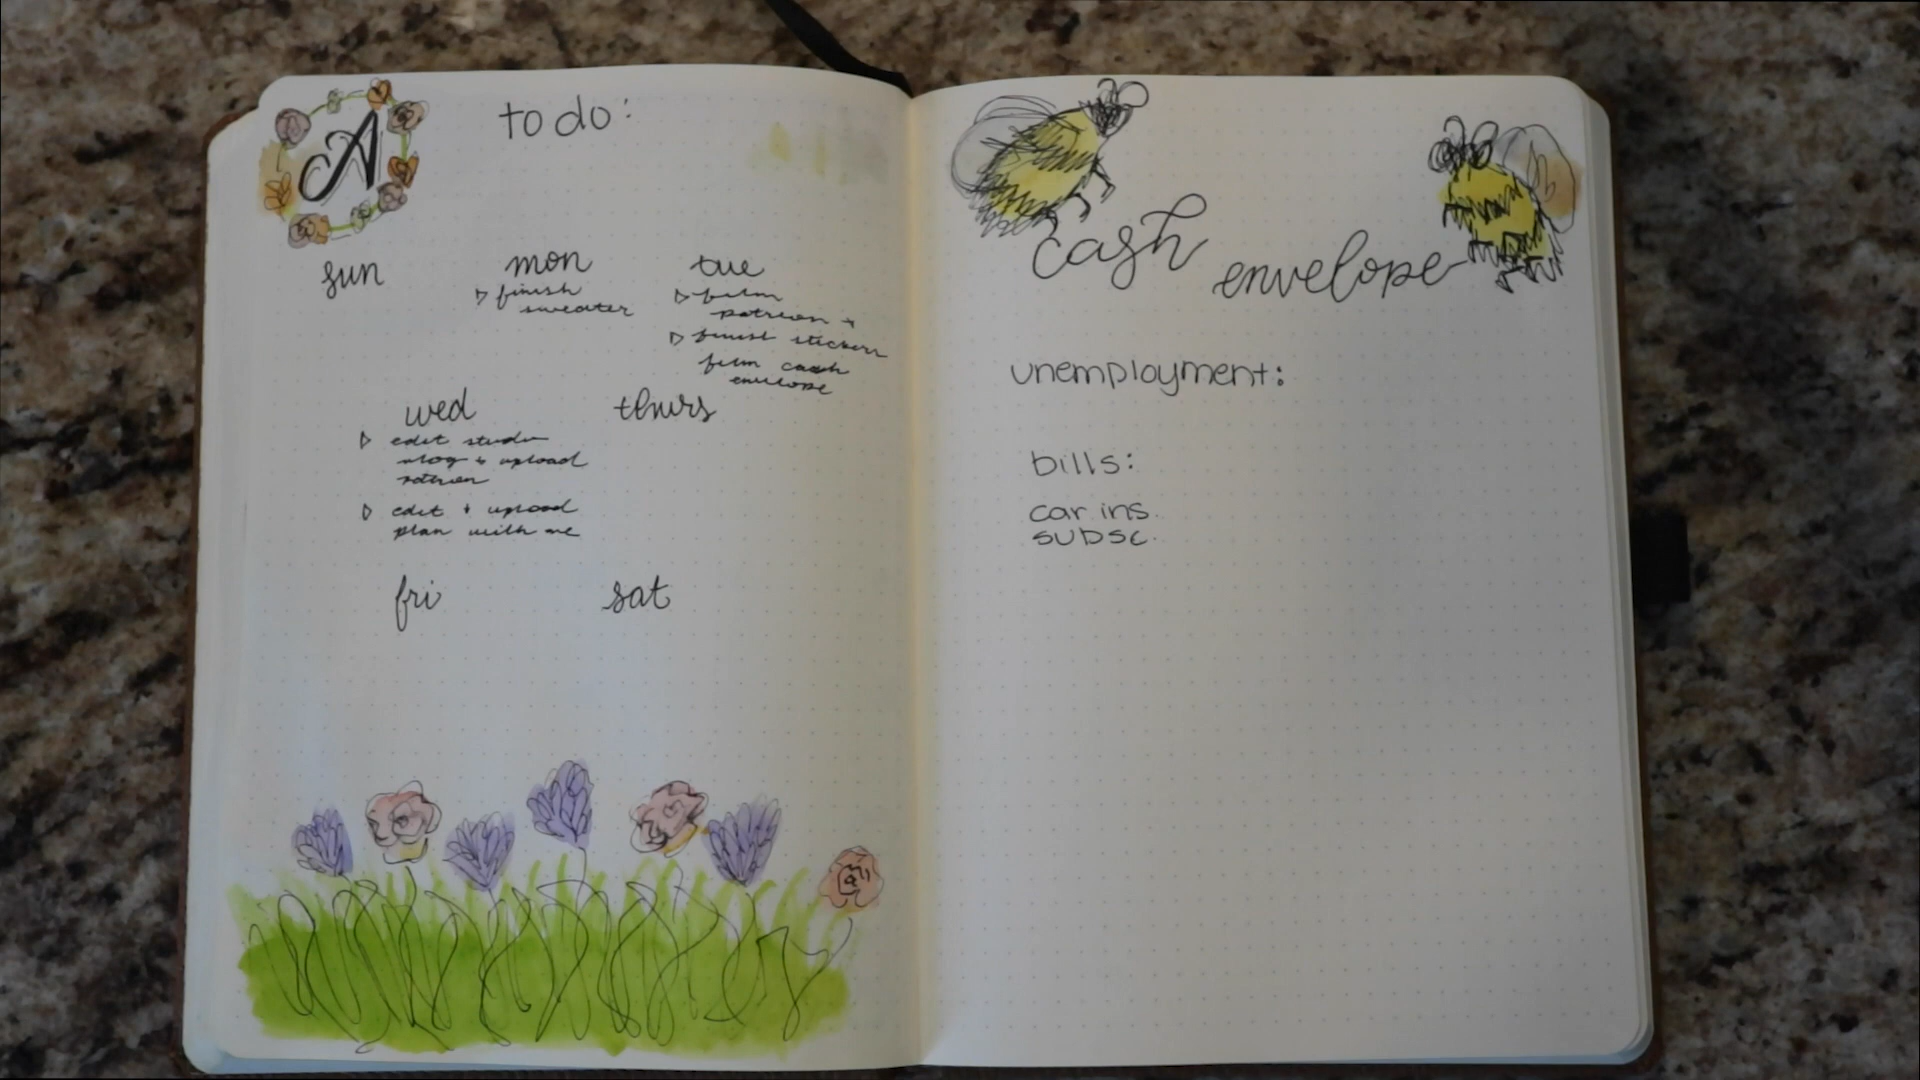 A
to do:
sun
mon
▷ finish
sweater
tue
▷ film
patreon +
▷ finish stickers
film cash
envelope
wed
▷ edit studio
vlog & upload
patreon
▷ edit + upload
plan with me
thurs
fri
sat
cash envelope
unemployment:
bills:
car ins.
subsc.